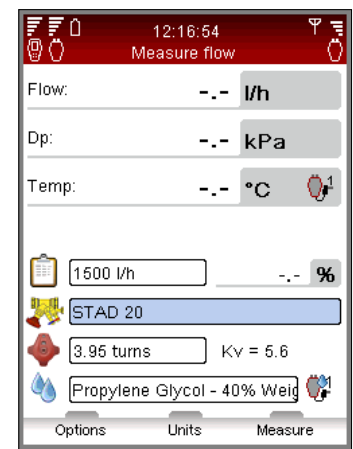 12:16:54
Measure flow
Flow: -.- l/h
Dp: -.- kPa
Temp: -.- °C 1
1500 l/h -.- %
STAD 20
3.95 turns Kv = 5.6
Propylene Glycol - 40% Weig
Options Units Measure